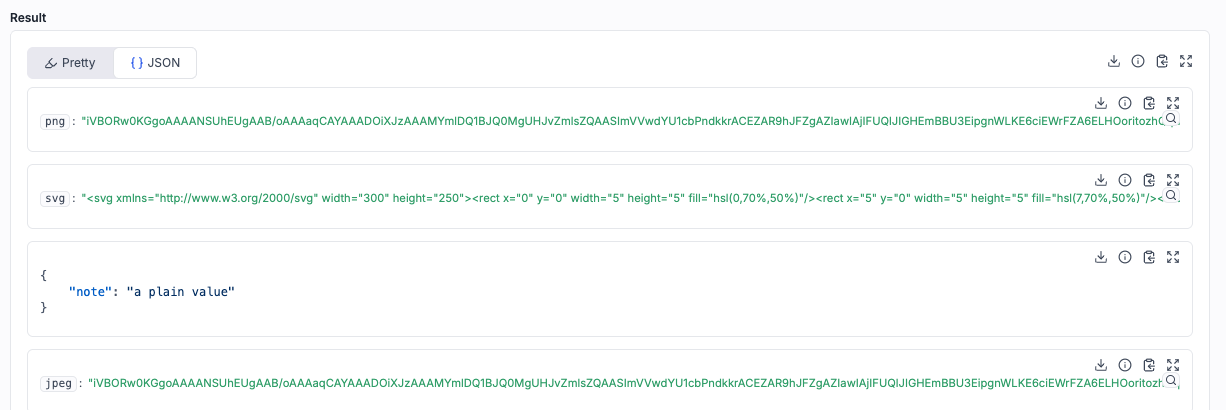 Result
Pretty
{ } JSON
png : "iVBORw0KGgoAAAANSUhEUgAAB/oAAAaqCAYAAADOiXJzAAAMYmlDQ1BJQ0MgUHJvZmlsZQAASImVVwdYU1cbPndkkrACEZAR9hJFZgAZIawIAjIFUQlJIGHEmBBU3EipgnWLKE6ciEWrFZA6ELHOoritozh
svg : "<svg xmlns="http://www.w3.org/2000/svg" width="300" height="250"><rect x="0" y="0" width="5" height="5" fill="hsl(0,70%,50%)"/><rect x="5" y="0" width="5" height="5" fill="hsl(7,70%,50%)"/><
{
"note": "a plain value"
}
jpeg : "iVBORw0KGgoAAAANSUhEUgAAB/oAAAaqCAYAAADOiXJzAAAMYmlDQ1BJQ0MgUHJvZmlsZQAASImVVwdYU1cbPndkkrACEZAR9hJFZgAZIawIAjIFUQlJIGHEmBBU3EipgnWLKE6ciEWrFZA6ELHOoritoz